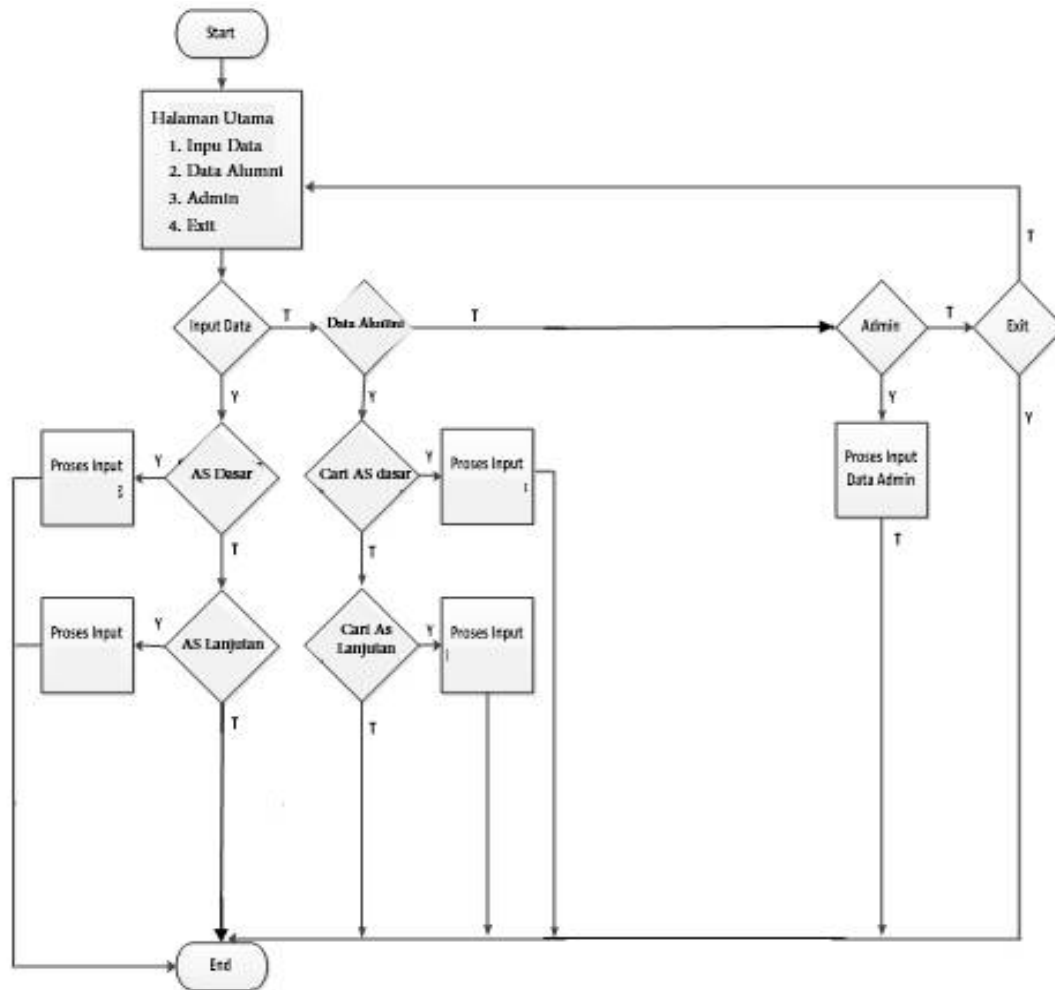 Start
Halaman Utama
1. Inpu Data
2. Data Alumni
3. Admin
4. Exit
T
Input Data
T
Data Alumni
T
Admin
T
Exit
Y
Y
Y
Y
Proses Input
Y
AS Dasar
Cari AS dasar
Y
Proses Input
Proses Input
Data Admin
T
T
T
Proses Input
Y
AS Lanjutan
Cari As
Lanjutan
Y
Proses Input
T
T
End